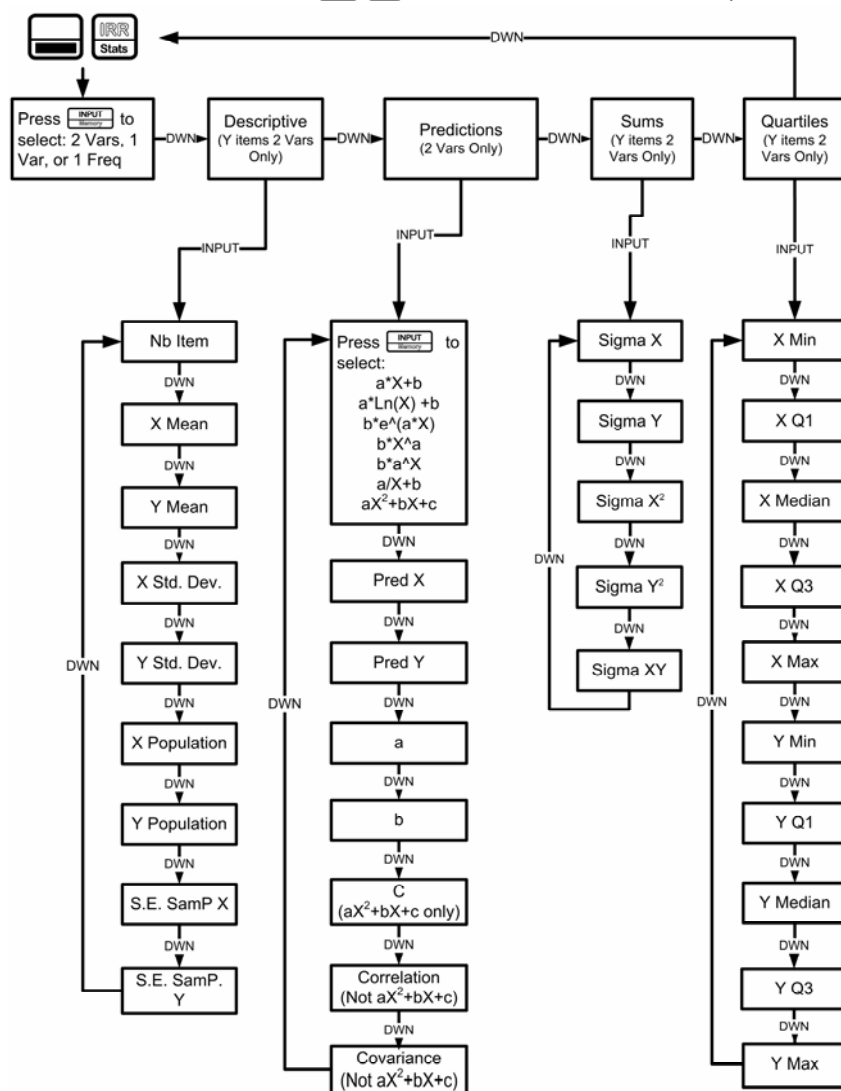 DWN
IRR
Stats
Press INPUT Memory to
select: 2 Vars, 1
Var, or 1 Freq
DWN
Descriptive
(Y items 2 Vars
Only)
DWN
Predictions
(2 Vars Only)
DWN
Sums
(Y items 2
Vars Only)
DWN
Quartiles
(Y items 2
Vars Only)
INPUT
INPUT
INPUT
INPUT
Nb Item
DWN
X Mean
DWN
Y Mean
DWN
X Std. Dev.
DWN
Y Std. Dev.
DWN
X Population
DWN
Y Population
DWN
S.E. SamP X
DWN
S.E. SamP.
Y
DWN
Press INPUT Memory to
select:
a*X+b
a*Ln(X) +b
b*e^(a*X)
b*X^a
b*a^X
a/X+b
aX²+bX+c
DWN
Pred X
DWN
Pred Y
DWN
a
DWN
b
DWN
C
(aX²+bX+c only)
DWN
Correlation
(Not aX²+bX+c)
DWN
Covariance
(Not aX²+bX+c)
DWN
Sigma X
DWN
Sigma Y
DWN
Sigma X²
DWN
Sigma Y²
DWN
Sigma XY
DWN
X Min
DWN
X Q1
DWN
X Median
DWN
X Q3
DWN
X Max
DWN
Y Min
DWN
Y Q1
DWN
Y Median
DWN
Y Q3
DWN
Y Max
DWN